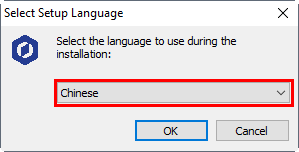 Select Setup Language
Select the language to use during the
installation:
Chinese
OK
Cancel